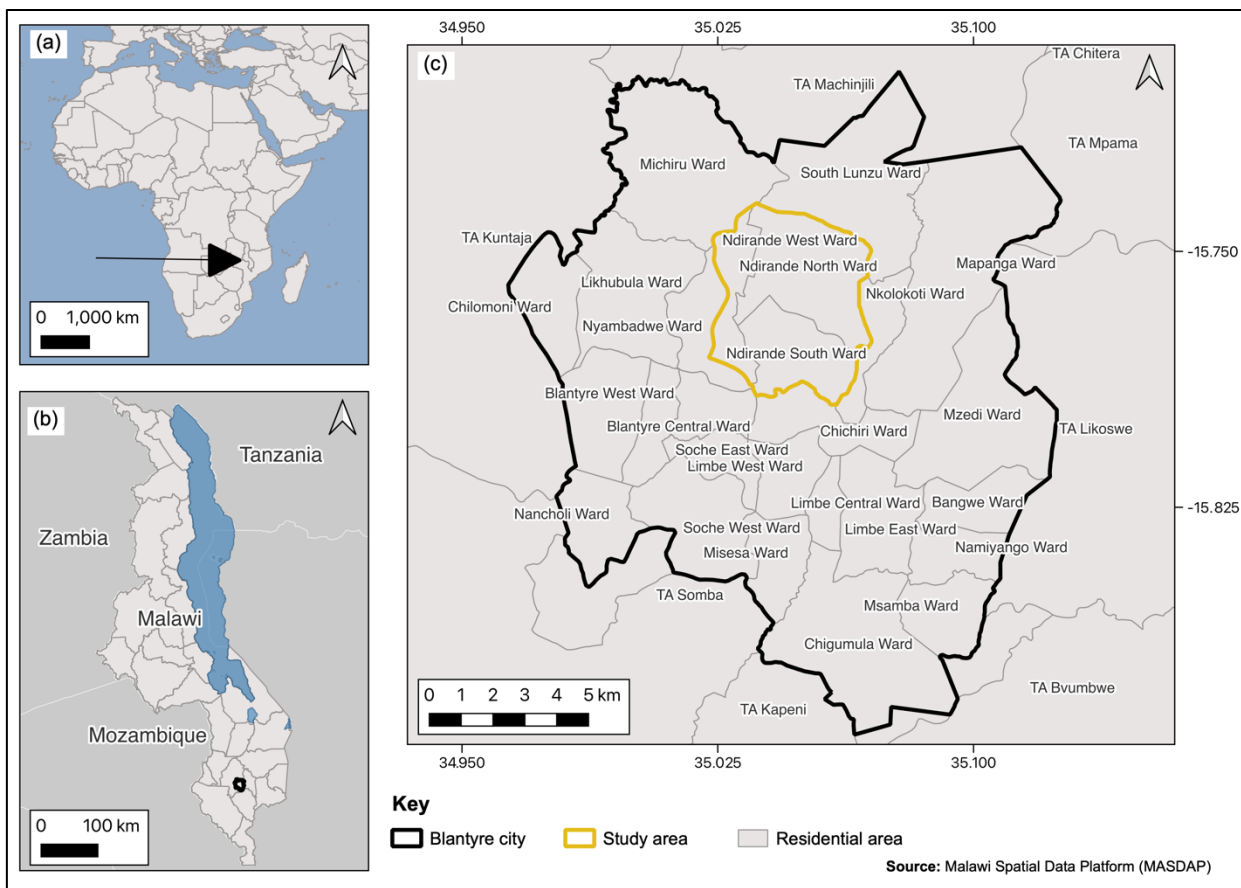 (a)
0 1,000 km
(b)
Tanzania
Zambia
Malawi
Mozambique
0 100 km
34.950 35.025 35.100
(c)
TA Chitera
TA Machinjili
TA Mpama
Michiru Ward
South Lunzu Ward
TA Kuntaja
Ndirande West Ward
-15.750
Mapanga Ward
Ndirande North Ward
Likhubula Ward
Nkolokoti Ward
Chilomoni Ward
Nyambadwe Ward
Ndirande South Ward
Blantyre West Ward
Mzedi Ward
Blantyre Central Ward
Chichiri Ward
TA Likoswe
Soche East Ward
Limbe West Ward
Limbe Central Ward
Bangwe Ward
-15.825
Nancholi Ward
Soche West Ward
Limbe East Ward
Misesa Ward
Namiyango Ward
TA Somba
Msamba Ward
Chigumula Ward
TA Bvumbwe
TA Kapeni
0 1 2 3 4 5 km
34.950 35.025 35.100
Key
Blantyre city
Study area
Residential area
Source: Malawi Spatial Data Platform (MASDAP)